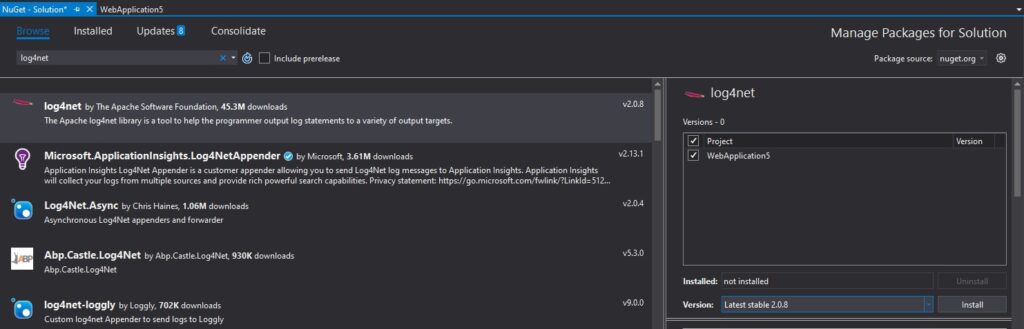 NuGet - Solution* WebApplication5
Browse Installed Updates 8 Consolidate
Manage Packages for Solution
log4net Include prerelease
Package source: nuget.org
log4net by The Apache Software Foundation, 45.3M downloads v2.0.8
The Apache log4net library is a tool to help the programmer output log statements to a variety of output targets.
Microsoft.ApplicationInsights.Log4NetAppender by Microsoft, 3.61M downloads v2.13.1
Application Insights Log4Net Appender is a customer appender allowing you to send Log4Net log messages to Application Insights. Application Insights
will collect your logs from multiple sources and provide rich powerful search capabilities. Privacy statement: https://go.microsoft.com/fwlink/?LinkId=512...
Log4Net.Async by Chris Haines, 1.06M downloads v2.0.4
Asynchronous Log4Net appenders and forwarder
ABP
Abp.Castle.Log4Net by Abp.Castle.Log4Net, 930K downloads v5.3.0
Abp.Castle.Log4Net
log4net-loggly by Loggly, 702K downloads v9.0.0
Custom log4net Appender to send logs to Loggly
log4net
Versions - 0
Project Version
WebApplication5
Installed: not installed Uninstall
Version: Latest stable 2.0.8 Install